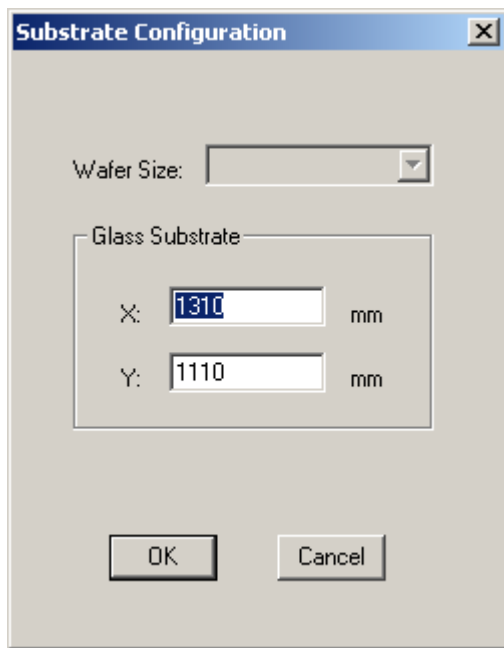 Substrate Configuration
Wafer Size:
Glass Substrate
X: 1310 mm
Y: 1110 mm
OK Cancel